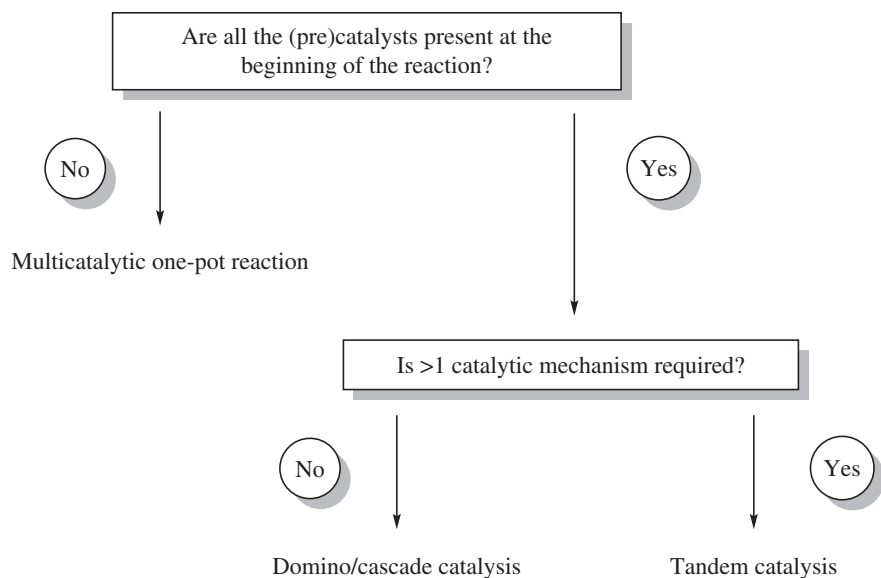 Are all the (pre)catalysts present at the
beginning of the reaction?
No
Yes
Multicatalytic one-pot reaction
Is >1 catalytic mechanism required?
No
Yes
Domino/cascade catalysis
Tandem catalysis